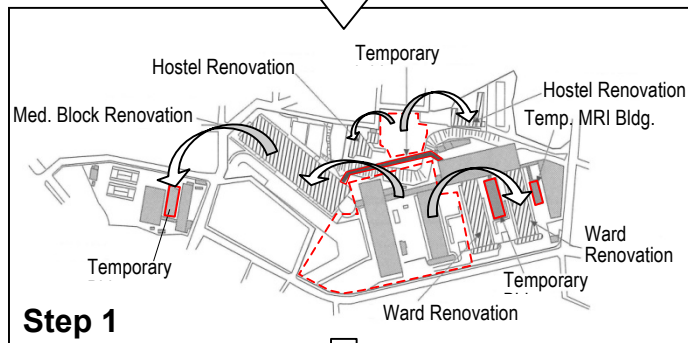 Temporary
Hostel Renovation
Hostel Renovation
Med. Block Renovation
Temp. MRI Bldg.
Ward
Renovation
Temporary
Temporary
Ward Renovation
Step 1